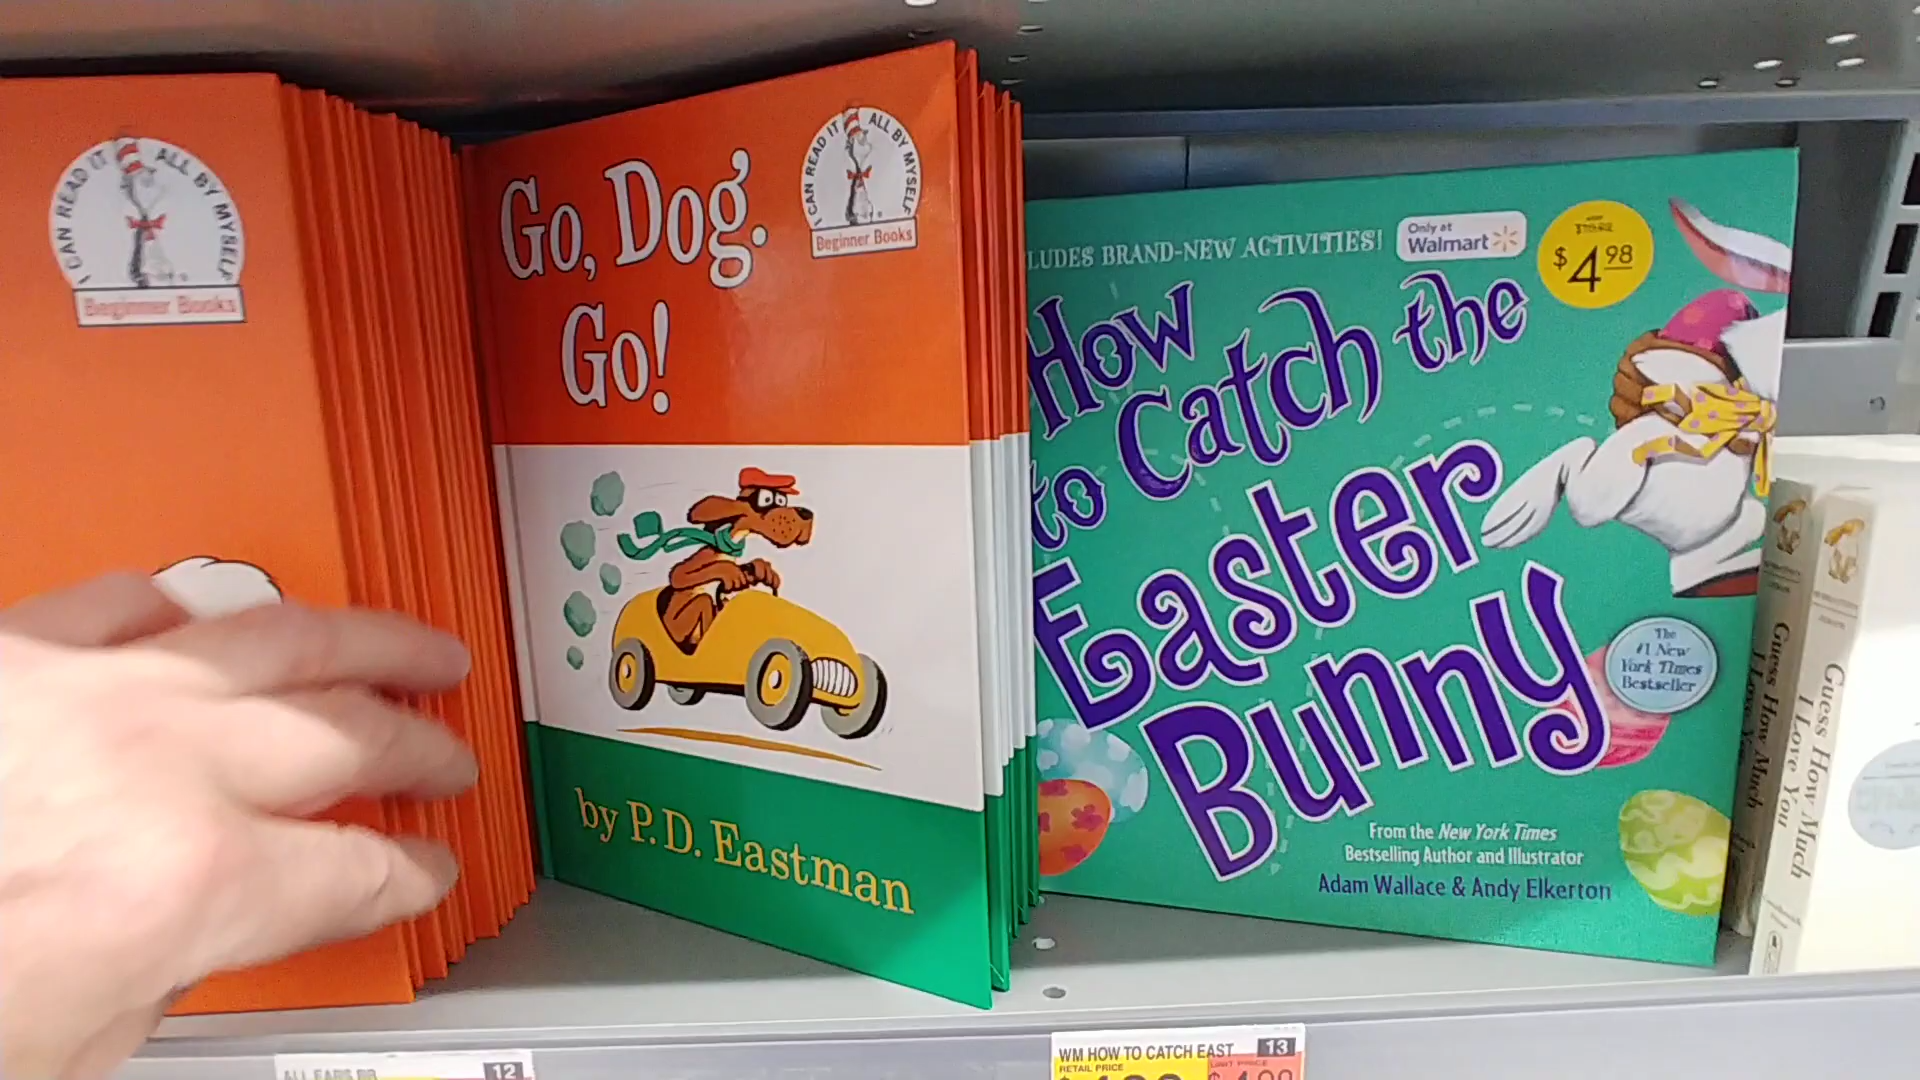 I CAN READ IT ALL BY MYSELF
Beginner Books
Go, Dog.
Go!
I CAN READ IT ALL BY MYSELF
Beginner Books
by P.D. Eastman
LUDES BRAND-NEW ACTIVITIES!
Only at
Walmart
$4.98
How
to Catch the
Easter
Bunny
The
#1 New
York Times
Bestseller
From the New York Times
Bestselling Author and Illustrator
Adam Wallace & Andy Elkerton
Guess How Much
Guess How Much
I Love You
12
WM HOW TO CATCH EAST 13
RETAIL PRICE
UNIT PRICE